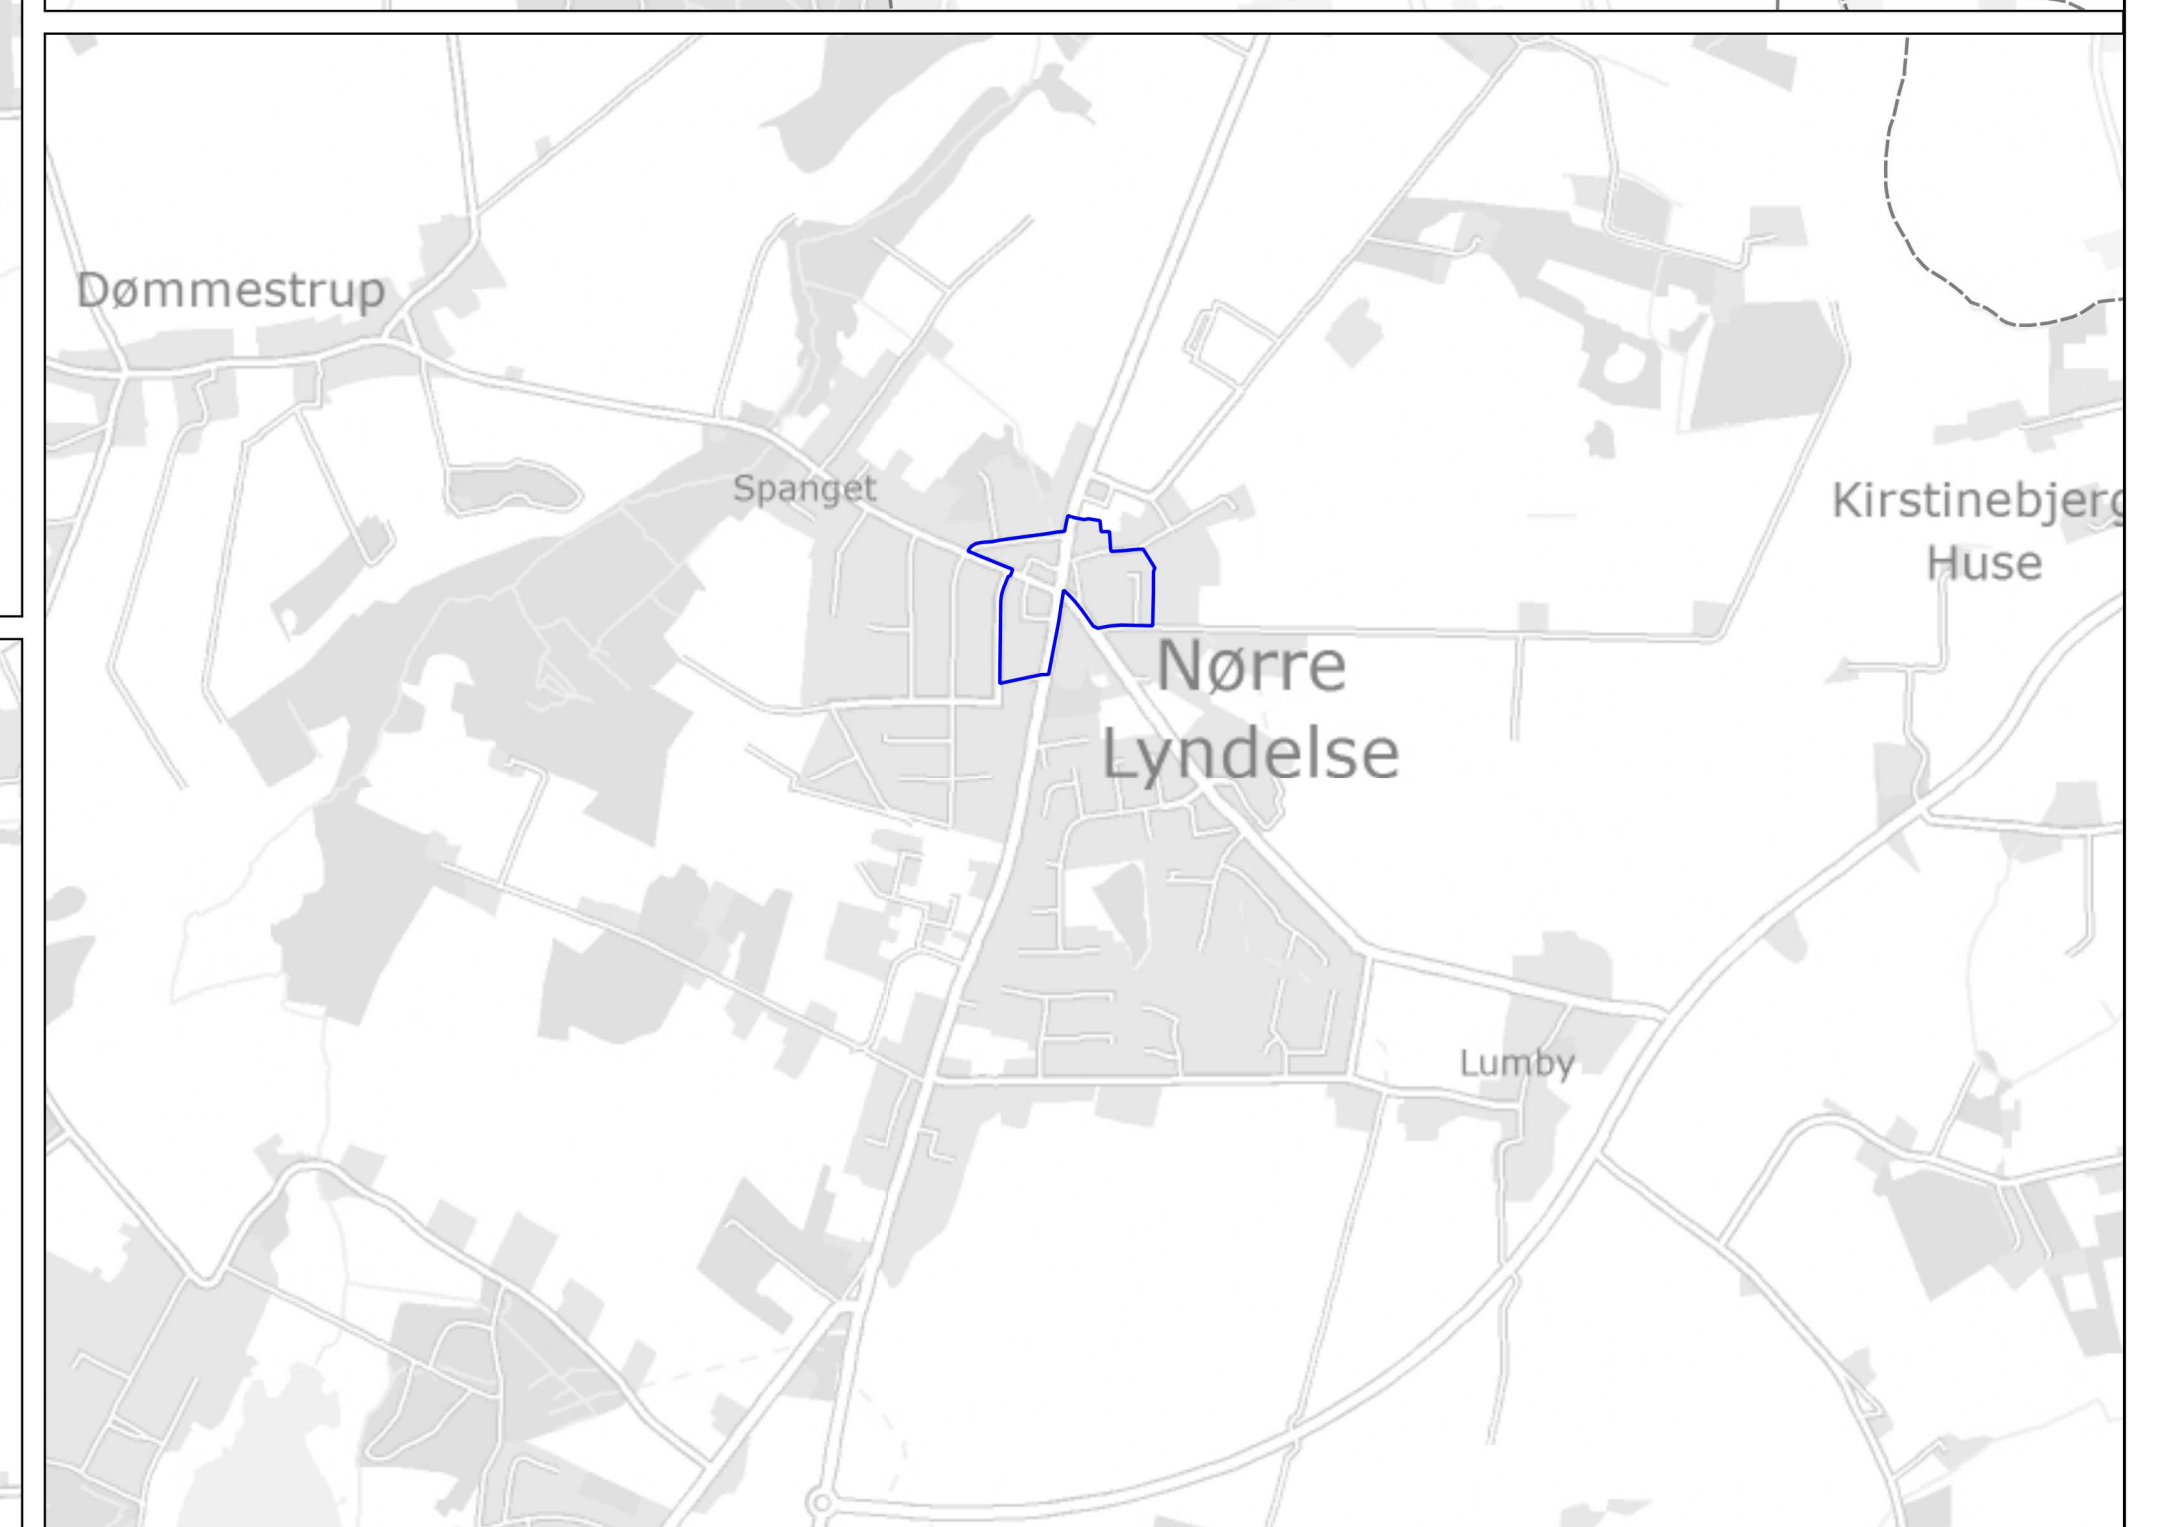 Dømmestrup
Spanget
Kirstinebjerg
Huse
Nørre
Lyndelse
Lumby